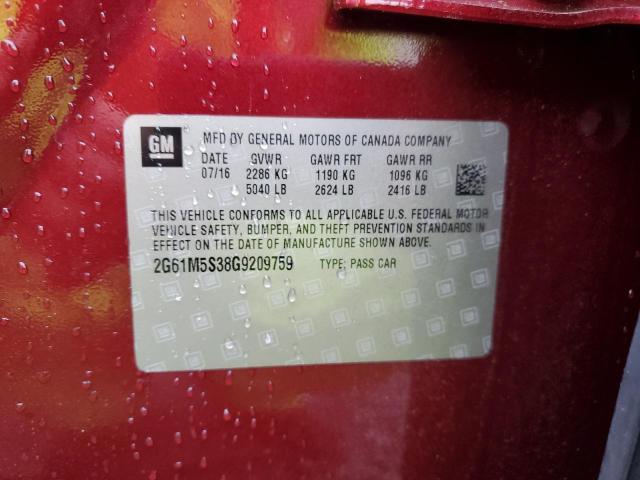 GM
MFD BY GENERAL MOTORS OF CANADA COMPANY
DATE GVWR GAWR FRT GAWR RR
07/16 2286 KG 1190 KG 1096 KG
5040 LB 2624 LB 2416 LB
THIS VEHICLE CONFORMS TO ALL APPLICABLE U.S. FEDERAL MOTOR
VEHICLE SAFETY, BUMPER, AND THEFT PREVENTION STANDARDS IN
EFFECT ON THE DATE OF MANUFACTURE SHOWN ABOVE.
2G61M5S38G9209759 TYPE: PASS CAR